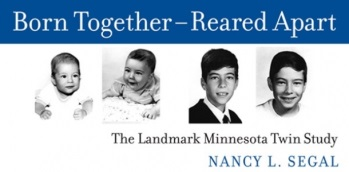 Born Together – Reared Apart
The Landmark Minnesota Twin Study
NANCY L. SEGAL